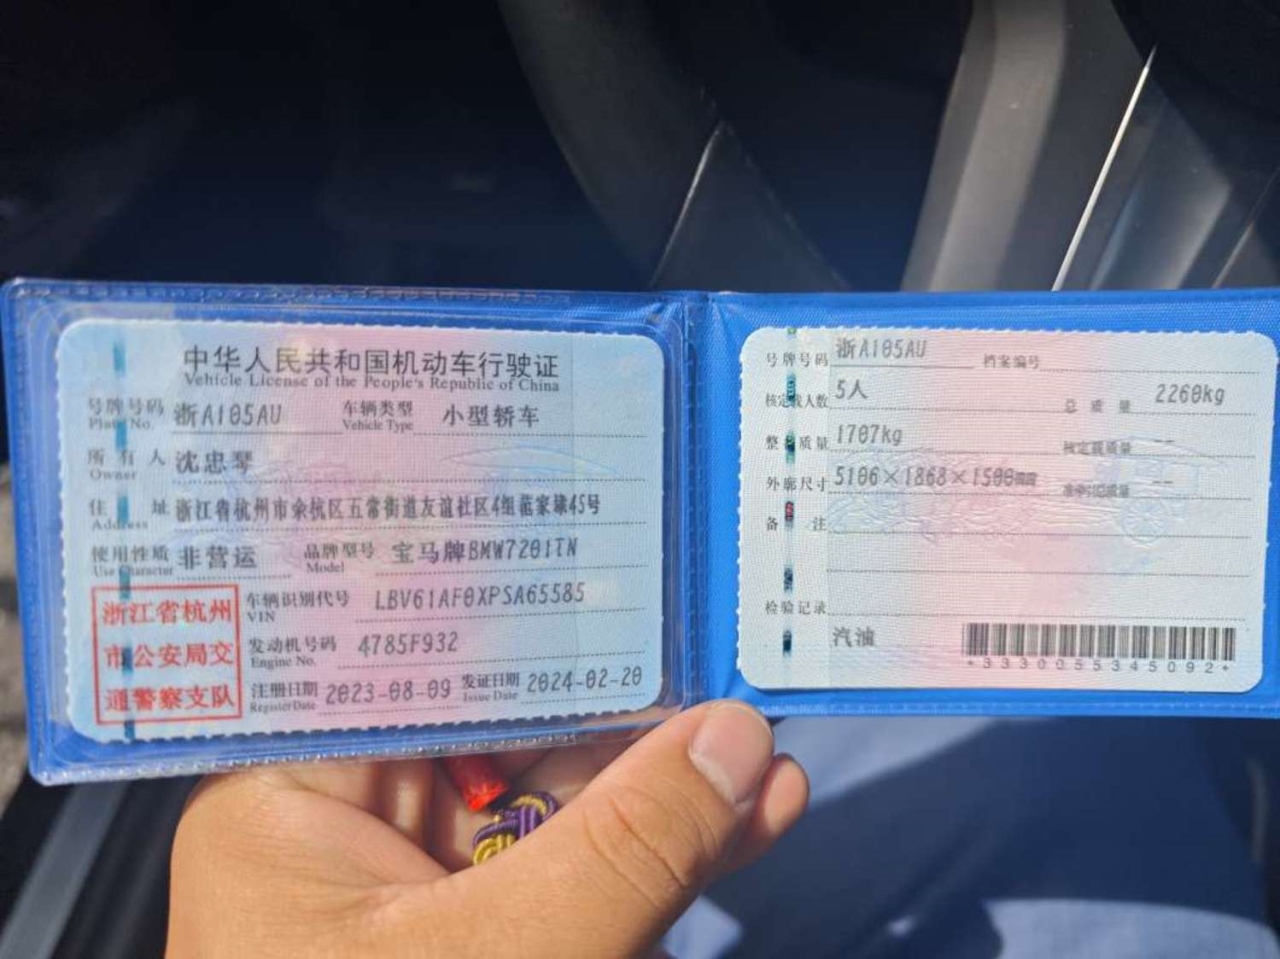 中华人民共和国机动车行驶证
Vehicle License of the People's Republic of China
号牌号码 浙A105AU 车辆类型 小型轿车
Plate No. Vehicle Type
所有人 沈忠琴
Owner
住址 浙江省杭州市余杭区五常街道友谊社区4组范家埭45号
Address
使用性质 非营运 品牌型号 宝马牌BMW7201TN
Use Character Model
浙江省杭州市公安局交通警察支队
车辆识别代号 LBV61AF0XPSA65585
VIN
发动机号码 4785F932
Engine No.
注册日期 2023-08-09 发证日期 2024-02-20
Register Date Issue Date
号牌号码 浙A105AU 档案编号
核定载人数 5人 总质量 2260kg
整备质量 1707kg 核定载质量 --
外廓尺寸 5106×1868×1500mm 准牵引总质量 --
备注
检验记录
汽油
*3330055345092*